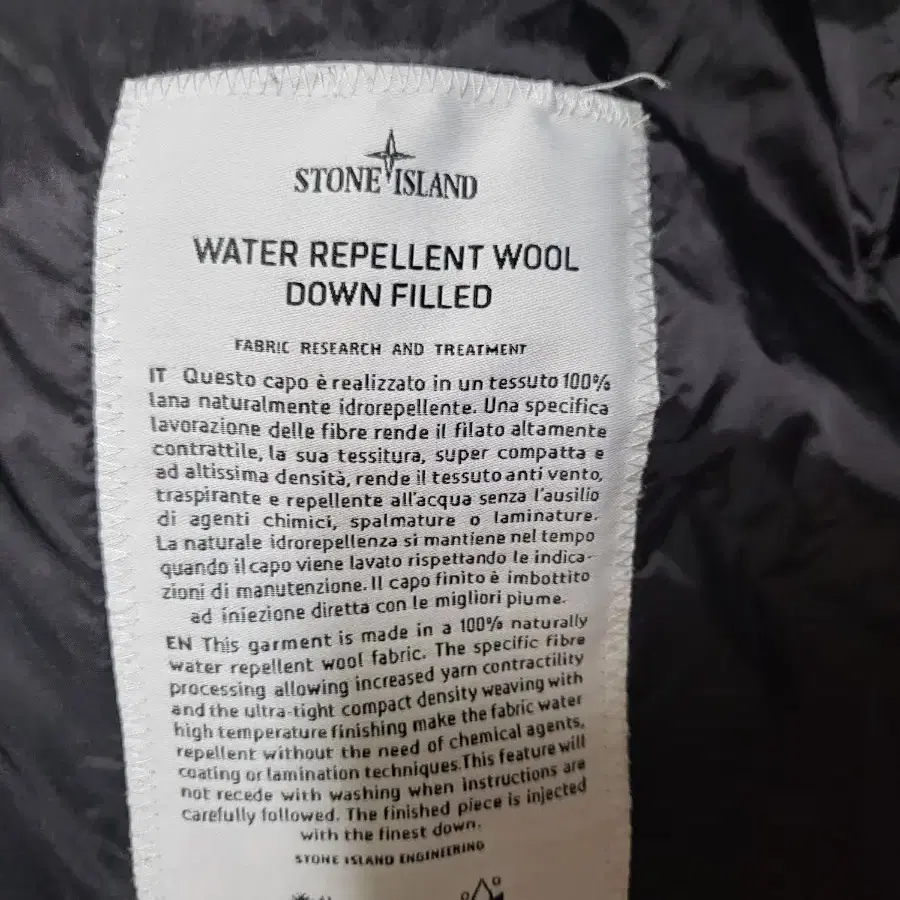 STONE ISLAND
WATER REPELLENT WOOL
DOWN FILLED
FABRIC RESEARCH AND TREATMENT
IT Questo capo è realizzato in un tessuto 100%
lana naturalmente idrorepellente. Una specifica
lavorazione delle fibre rende il filato altamente
contrattile, la sua tessitura, super compatta e
ad altissima densità, rende il tessuto anti vento,
traspirante e repellente all'acqua senza l'ausilio
di agenti chimici, spalmature o laminature.
La naturale idrorepellenza si mantiene nel tempo
quando il capo viene lavato rispettando le indica-
zioni di manutenzione. Il capo finito è imbottito
ad iniezione diretta con le migliori piume.
EN This garment is made in a 100% naturally
water repellent wool fabric. The specific fibre
processing allowing increased yarn contractility
and the ultra-tight compact density weaving with
high temperature finishing make the fabric water
repellent without the need of chemical agents,
coating or lamination techniques.This feature will
not recede with washing when instructions are
carefully followed. The finished piece is injected
with the finest down.
STONE ISLAND ENGINEERING